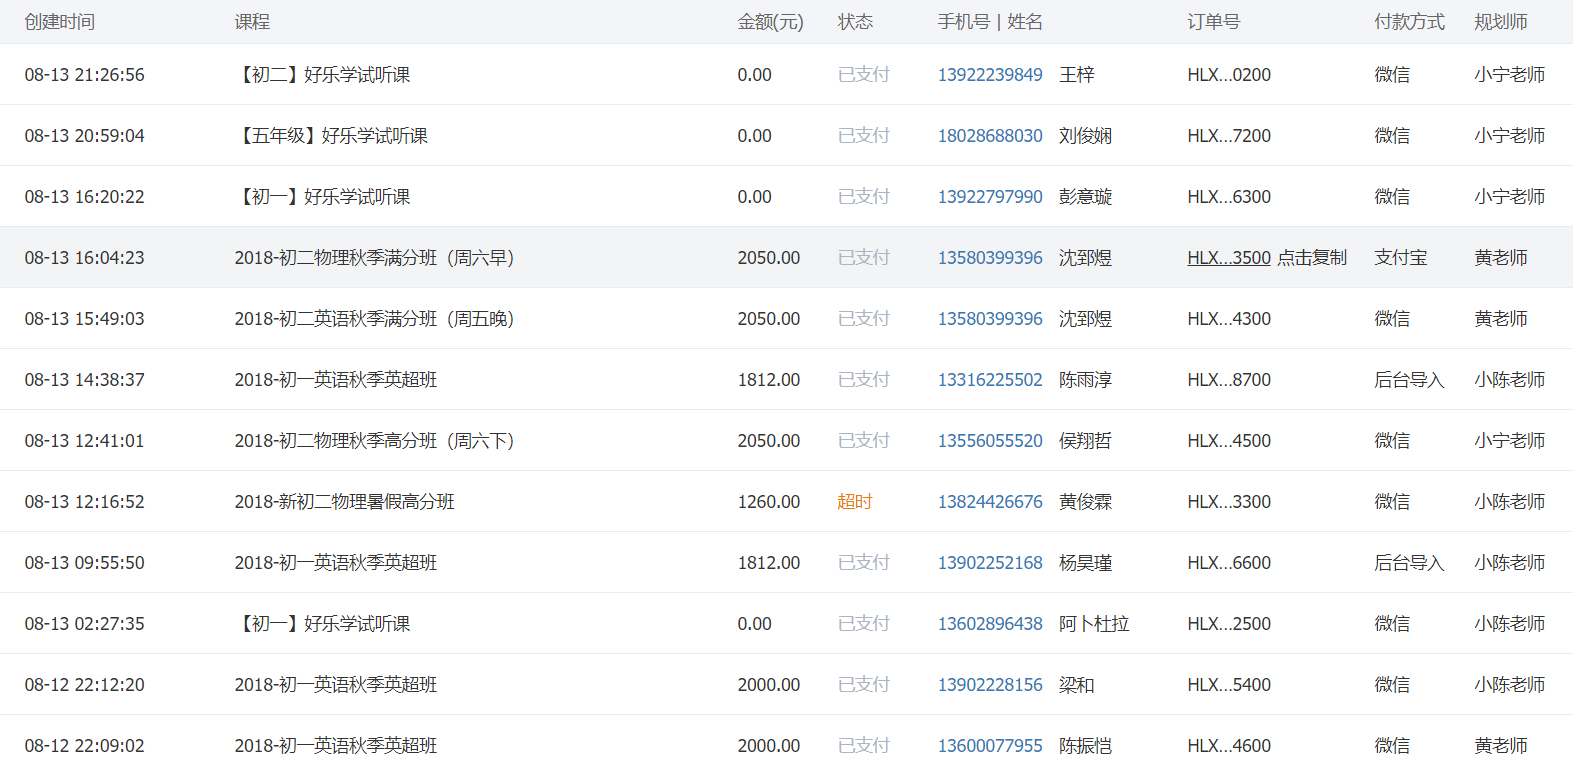 创建时间 课程 金额(元) 状态 手机号 | 姓名 订单号 付款方式 规划师
08-13 21:26:56 【初二】好乐学试听课 0.00 已支付 13922239849 王梓 HLX...0200 微信 小宁老师
08-13 20:59:04 【五年级】好乐学试听课 0.00 已支付 18028688030 刘俊娴 HLX...7200 微信 小宁老师
08-13 16:20:22 【初一】好乐学试听课 0.00 已支付 13922797990 彭意璇 HLX...6300 微信 小宁老师
08-13 16:04:23 2018-初二物理秋季满分班（周六早） 2050.00 已支付 13580399396 沈郅煜 HLX...3500 点击复制 支付宝 黄老师
08-13 15:49:03 2018-初二英语秋季满分班（周五晚） 2050.00 已支付 13580399396 沈郅煜 HLX...4300 微信 黄老师
08-13 14:38:37 2018-初一英语秋季英超班 1812.00 已支付 13316225502 陈雨淳 HLX...8700 后台导入 小陈老师
08-13 12:41:01 2018-初二物理秋季高分班（周六下） 2050.00 已支付 13556055520 侯翔哲 HLX...4500 微信 小宁老师
08-13 12:16:52 2018-新初二物理暑假高分班 1260.00 超时 13824426676 黄俊霖 HLX...3300 微信 小陈老师
08-13 09:55:50 2018-初一英语秋季英超班 1812.00 已支付 13902252168 杨昊瑾 HLX...6600 后台导入 小陈老师
08-13 02:27:35 【初一】好乐学试听课 0.00 已支付 13602896438 阿卜杜拉 HLX...2500 微信 小陈老师
08-12 22:12:20 2018-初一英语秋季英超班 2000.00 已支付 13902228156 梁和 HLX...5400 微信 小陈老师
08-12 22:09:02 2018-初一英语秋季英超班 2000.00 已支付 13600077955 陈振恺 HLX...4600 微信 黄老师